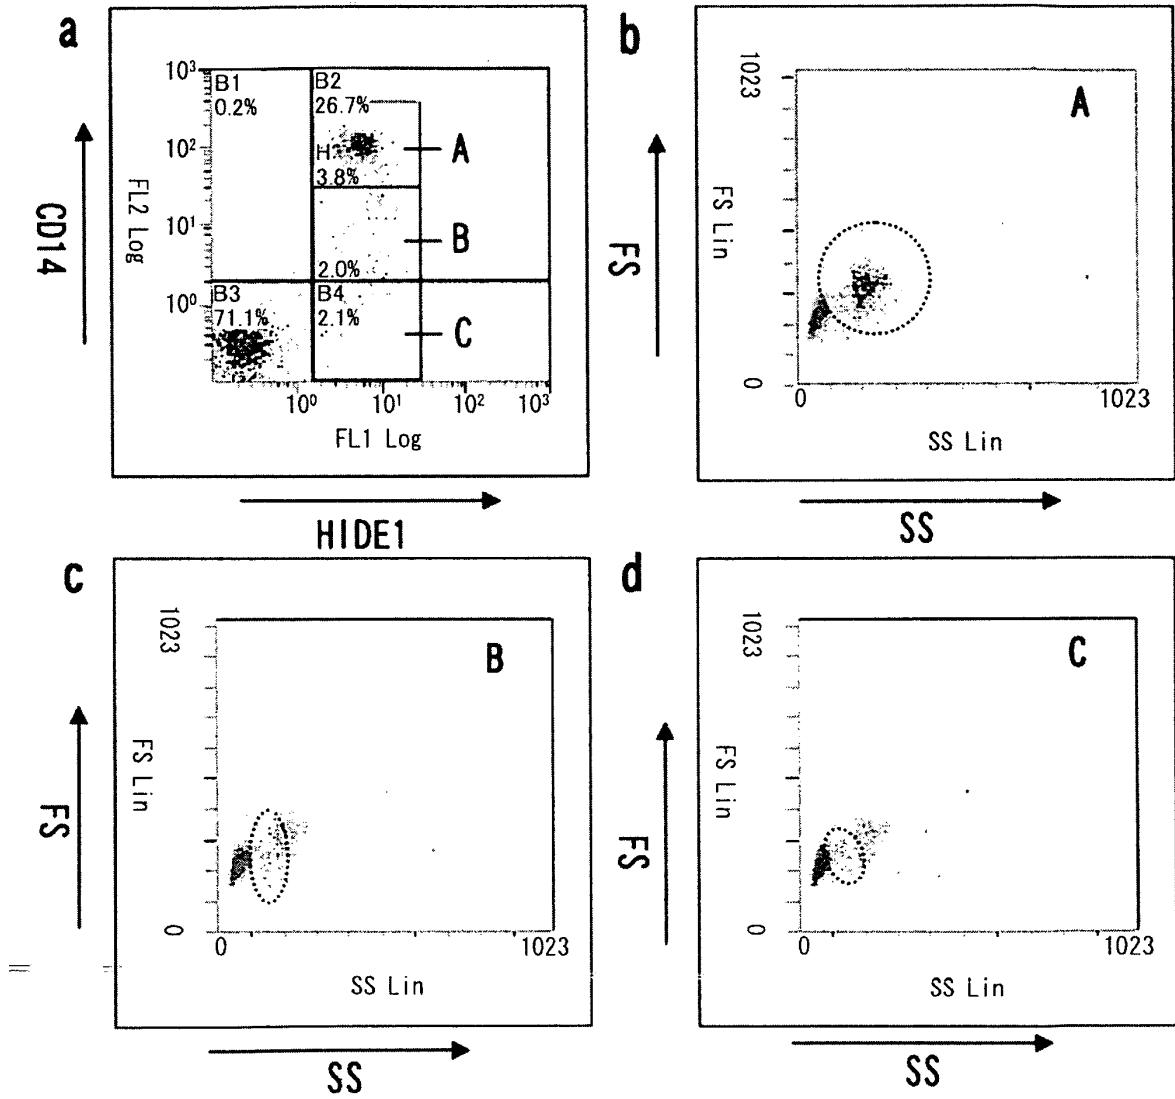 a
10³
10²
10¹
10⁰
B1
0.2%
B2
26.7%
H
3.8%
A
B
2.0%
B3
71.1%
B4
2.1%
C
10⁰ 10¹ 10² 10³
FL1 Log
FL2 Log
CD14
HIDE1
b
1023
A
FS Lin
FS
0
0 1023
SS Lin
SS
c
1023
B
FS Lin
FS
0
0 1023
SS Lin
SS
d
1023
C
FS Lin
FS
0
0 1023
SS Lin
SS